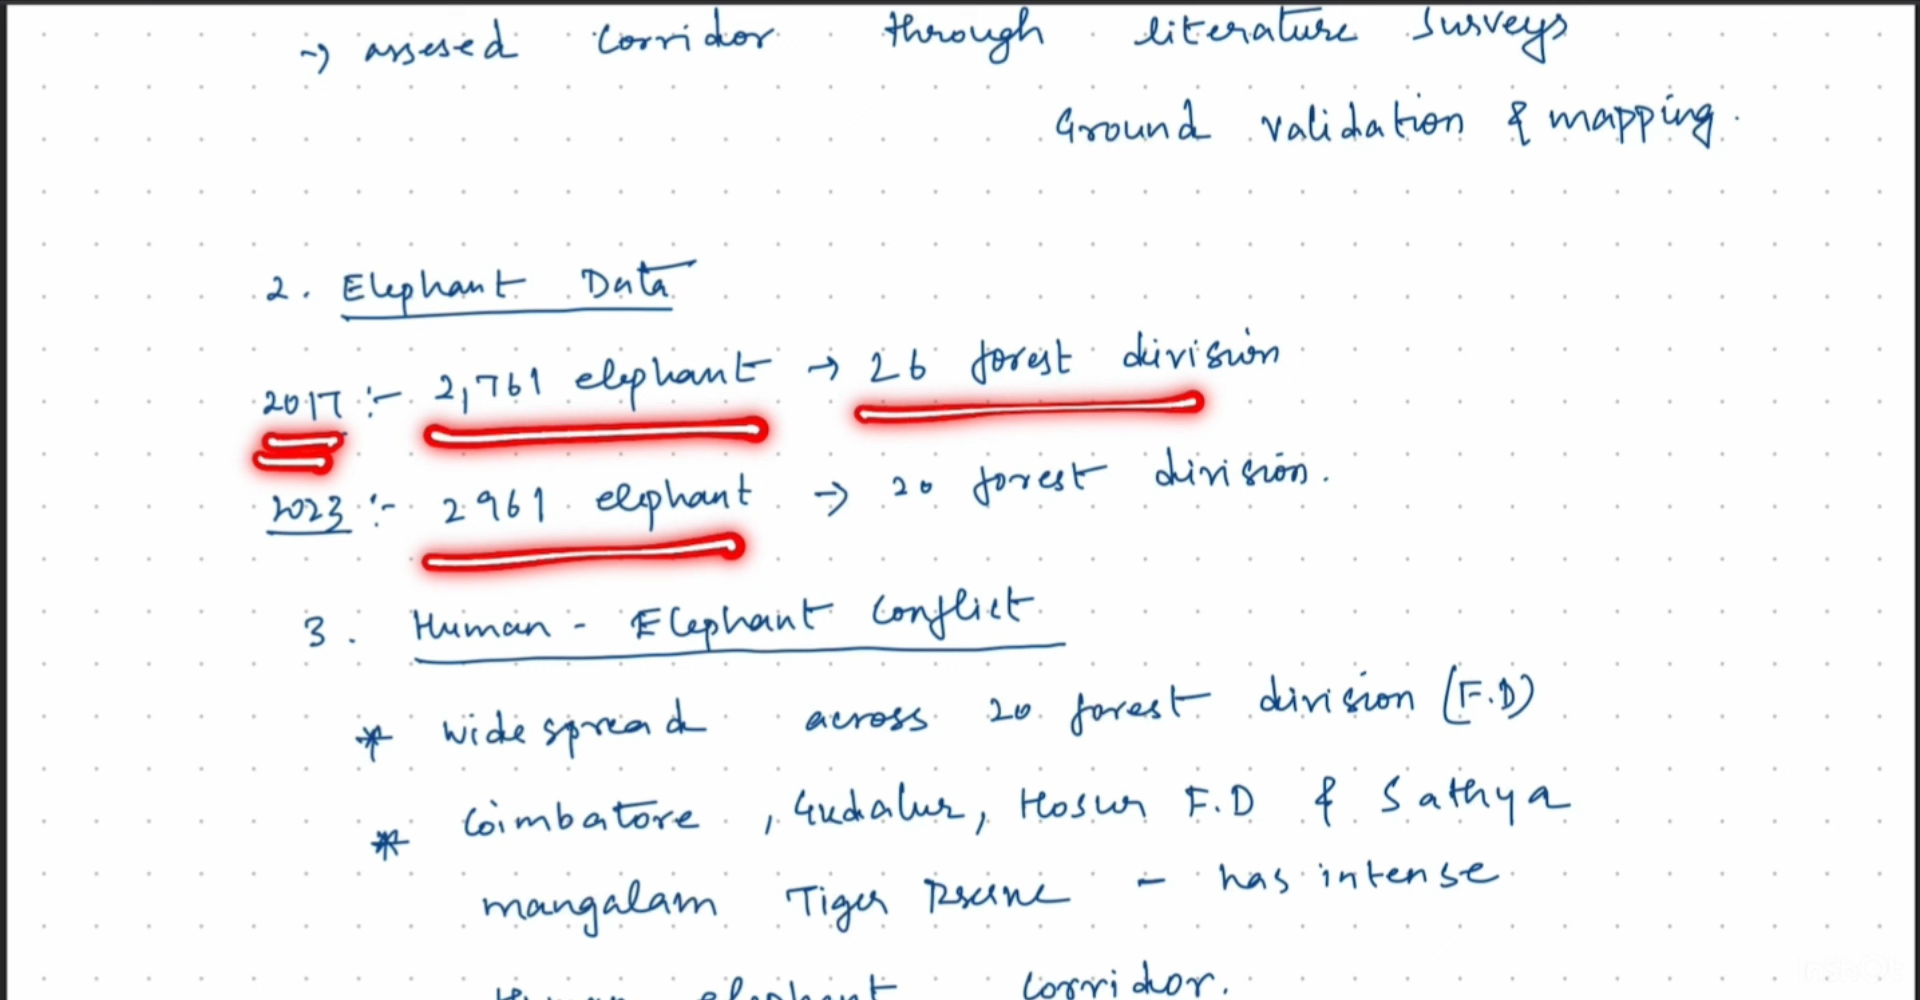 → assesed corridor through literature surveys
Ground validation & mapping.
2. Elephant Data
2017 :- 2,761 elephant → 26 forest division
2023 :- 2961 elephant → 20 forest division.
3. Human - Elephant Conflict
* wide spread across 20 forest division (F.D)
* Coimbatore, Gudalur, Hosur F.D & Sathya
mangalam Tiger - has intense
elephant corridor.